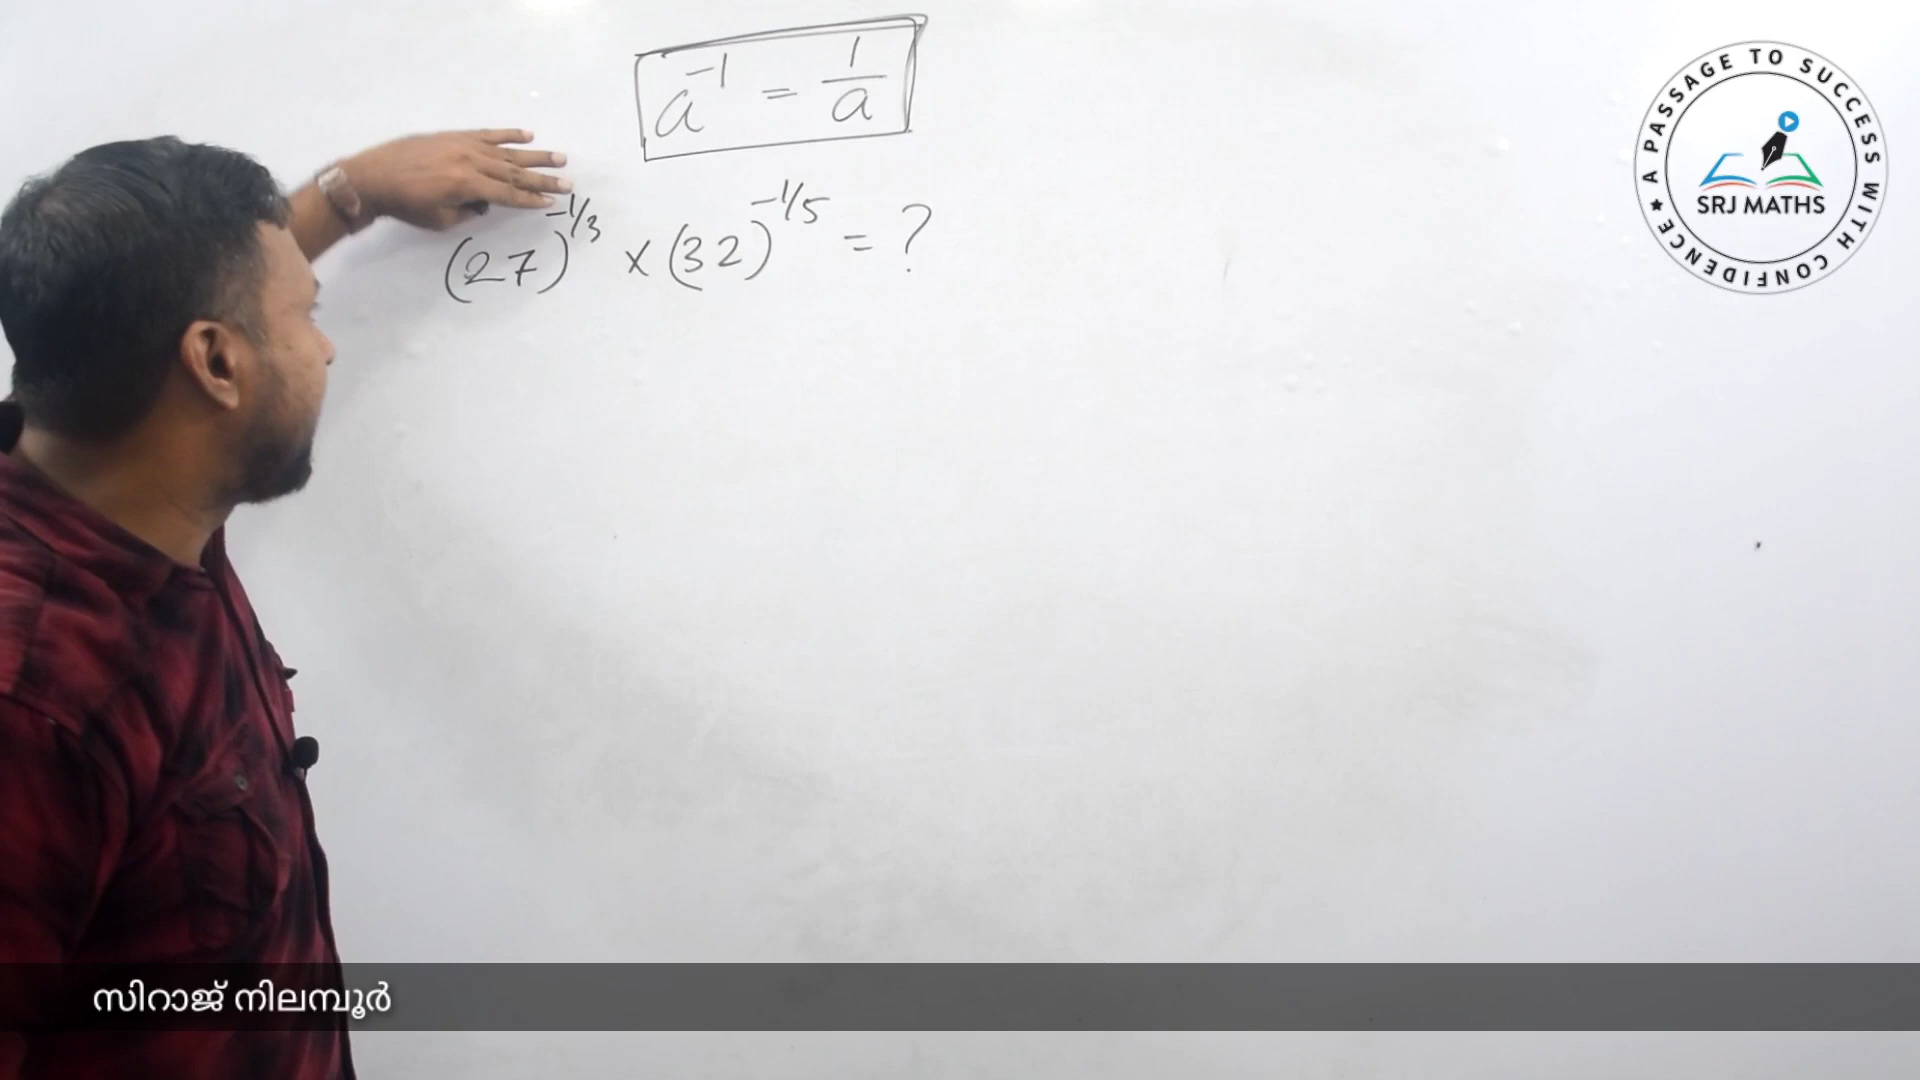 a⁻¹ = 1/a
(27)^-1/3 × (32)^-1/5 = ?
A PASSAGE TO SUCCESS WITH CONFIDENCE
SRJ MATHS
സിറാജ് നിലമ്പൂർ